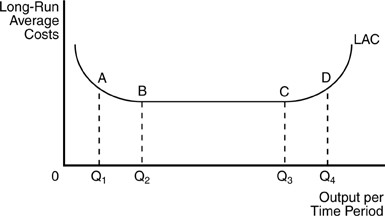 Long-Run
Average
Costs
LAC
A
B
C
D
0
Q1
Q2
Q3
Q4
Output per
Time Period